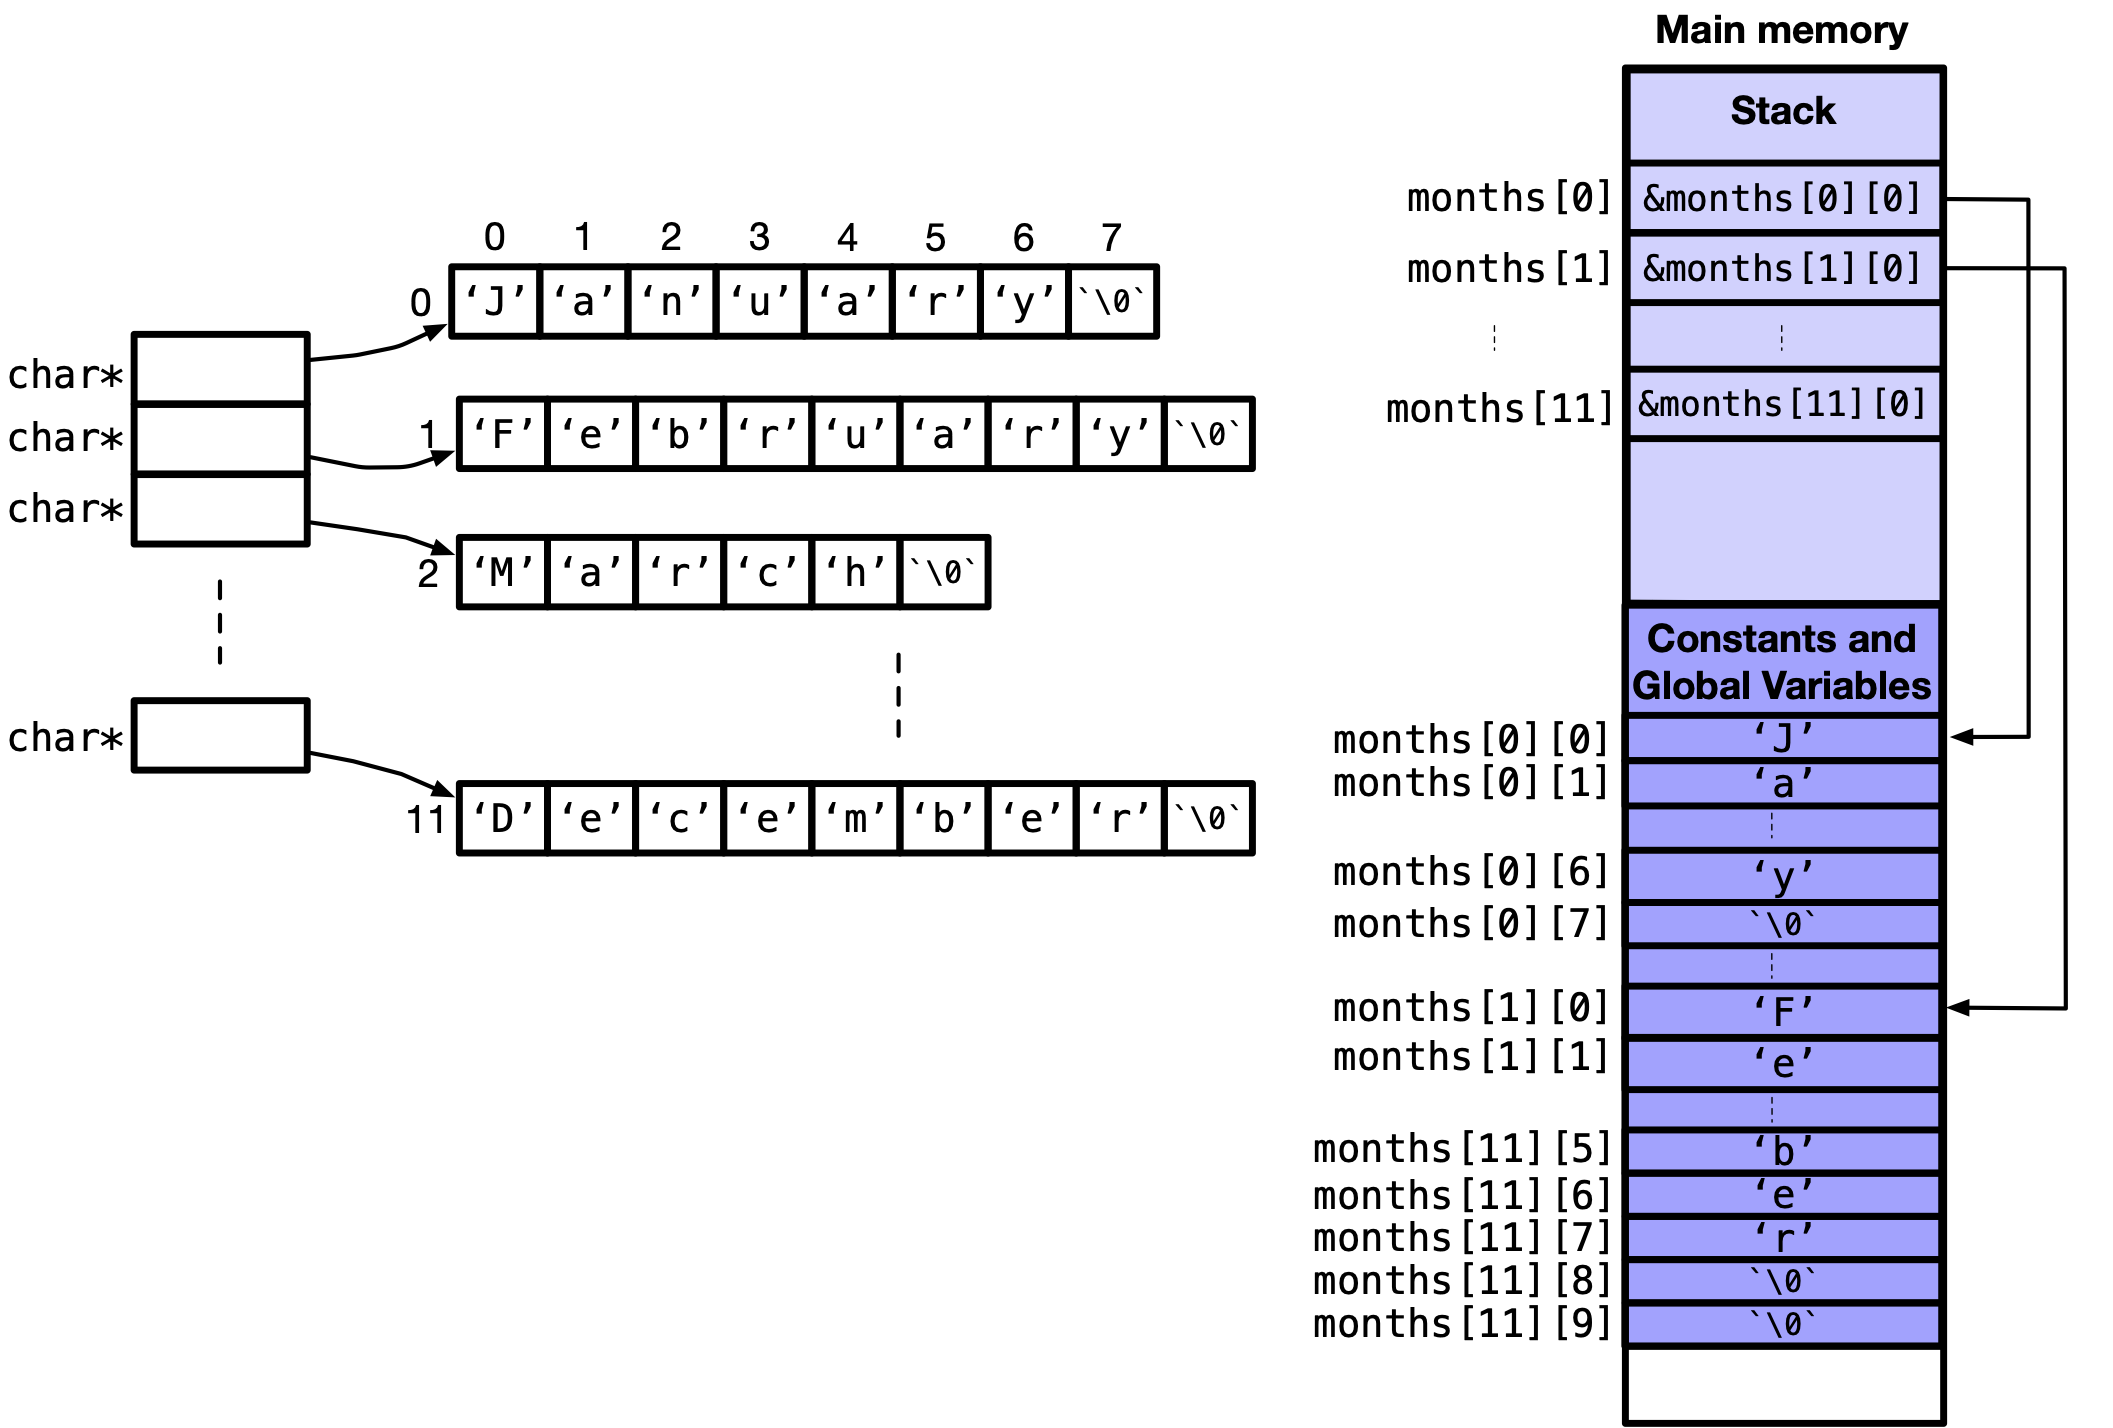 0 1 2 3 4 5 6 7
0 ‘J’ ‘a’ ‘n’ ‘u’ ‘a’ ‘r’ ‘y’ `\0`
char*
1 ‘F’ ‘e’ ‘b’ ‘r’ ‘u’ ‘a’ ‘r’ ‘y’ `\0`
char*
char*
2 ‘M’ ‘a’ ‘r’ ‘c’ ‘h’ `\0`
char*
11 ‘D’ ‘e’ ‘c’ ‘e’ ‘m’ ‘b’ ‘e’ ‘r’ `\0`
Main memory
Stack
months[0] &months[0][0]
months[1] &months[1][0]
months[11] &months[11][0]
Constants and
Global Variables
months[0][0] ‘J’
months[0][1] ‘a’
months[0][6] ‘y’
months[0][7] `\0`
months[1][0] ‘F’
months[1][1] ‘e’
months[11][5] ‘b’
months[11][6] ‘e’
months[11][7] ‘r’
months[11][8] `\0`
months[11][9] `\0`